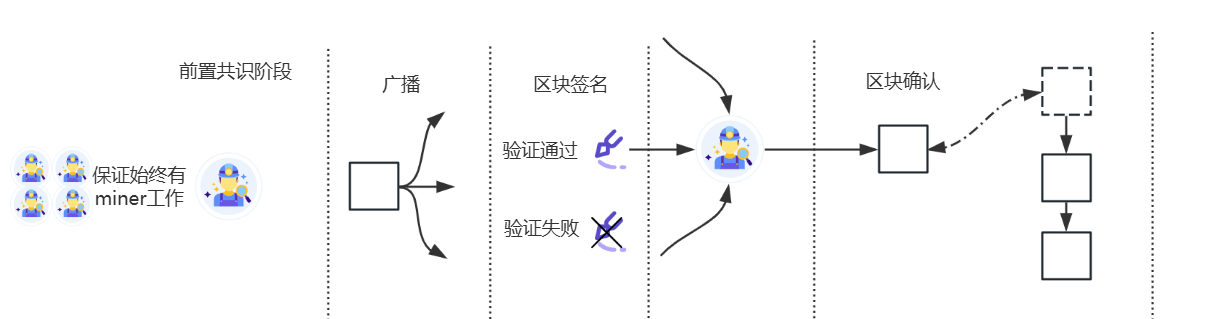 前置共识阶段
保证始终有
miner工作
广播
区块签名
验证通过
验证失败
区块确认